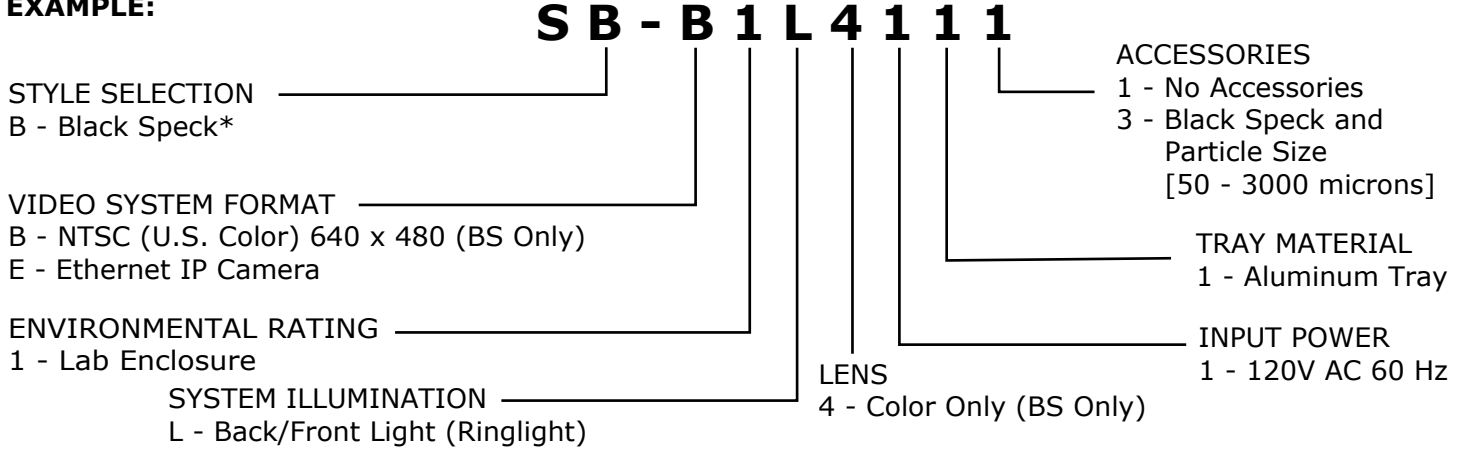 EXAMPLE:
S B - B 1 L 4 1 1 1
STYLE SELECTION
B - Black Speck*
VIDEO SYSTEM FORMAT
B - NTSC (U.S. Color) 640 x 480 (BS Only)
E - Ethernet IP Camera
ENVIRONMENTAL RATING
1 - Lab Enclosure
SYSTEM ILLUMINATION
L - Back/Front Light (Ringlight)
LENS
4 - Color Only (BS Only)
ACCESSORIES
1 - No Accessories
3 - Black Speck and
Particle Size
[50 - 3000 microns]
TRAY MATERIAL
1 - Aluminum Tray
INPUT POWER
1 - 120V AC 60 Hz